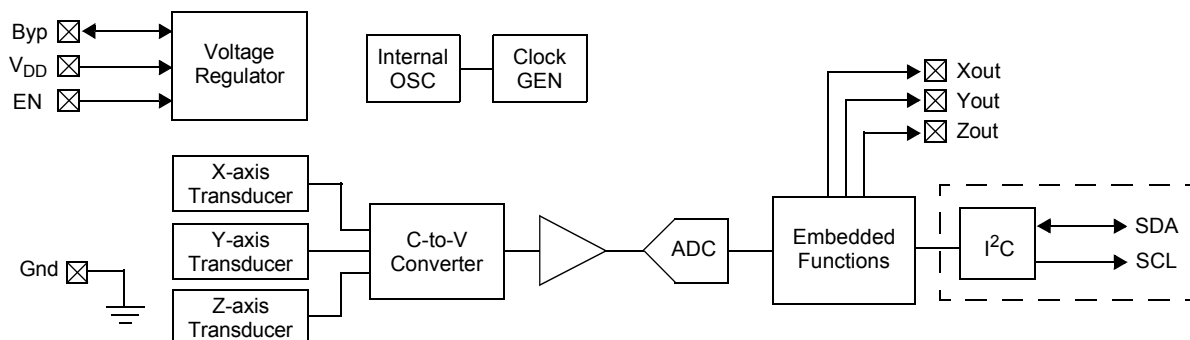 Byp
V_DD
EN
Voltage
Regulator
Internal
OSC
Clock
GEN
Xout
Yout
Zout
X-axis
Transducer
Y-axis
Transducer
Z-axis
Transducer
Gnd
C-to-V
Converter
ADC
Embedded
Functions
I²C
SDA
SCL